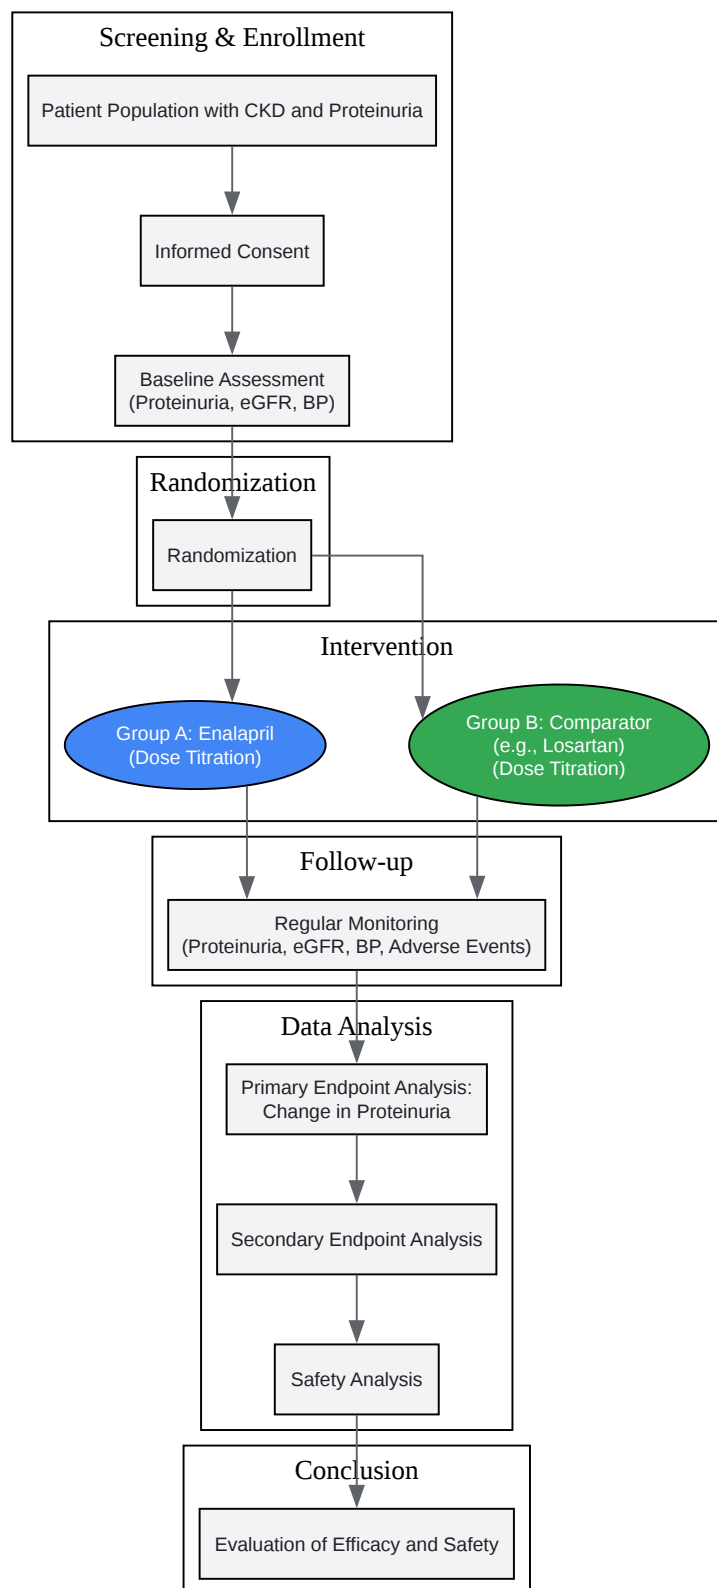 Screening & Enrollment
Patient Population with CKD and Proteinuria
Informed Consent
Baseline Assessment
(Proteinuria, eGFR, BP)
Randomization
Randomization
Intervention
Group A: Enalapril
(Dose Titration)
Group B: Comparator
(e.g., Losartan)
(Dose Titration)
Follow-up
Regular Monitoring
(Proteinuria, eGFR, BP, Adverse Events)
Data Analysis
Primary Endpoint Analysis:
Change in Proteinuria
Secondary Endpoint Analysis
Safety Analysis
Conclusion
Evaluation of Efficacy and Safety